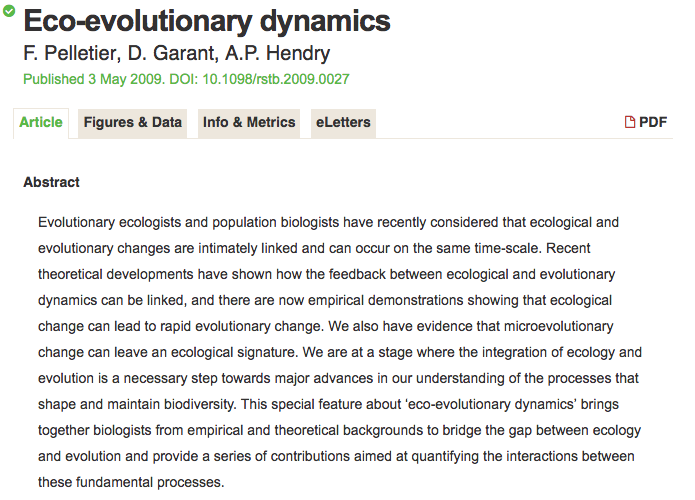 Eco-evolutionary dynamics
F. Pelletier, D. Garant, A.P. Hendry
Published 3 May 2009. DOI: 10.1098/rstb.2009.0027
Article Figures & Data Info & Metrics eLetters PDF
Abstract
Evolutionary ecologists and population biologists have recently considered that ecological and
evolutionary changes are intimately linked and can occur on the same time-scale. Recent
theoretical developments have shown how the feedback between ecological and evolutionary
dynamics can be linked, and there are now empirical demonstrations showing that ecological
change can lead to rapid evolutionary change. We also have evidence that microevolutionary
change can leave an ecological signature. We are at a stage where the integration of ecology and
evolution is a necessary step towards major advances in our understanding of the processes that
shape and maintain biodiversity. This special feature about ‘eco-evolutionary dynamics’ brings
together biologists from empirical and theoretical backgrounds to bridge the gap between ecology
and evolution and provide a series of contributions aimed at quantifying the interactions between
these fundamental processes.